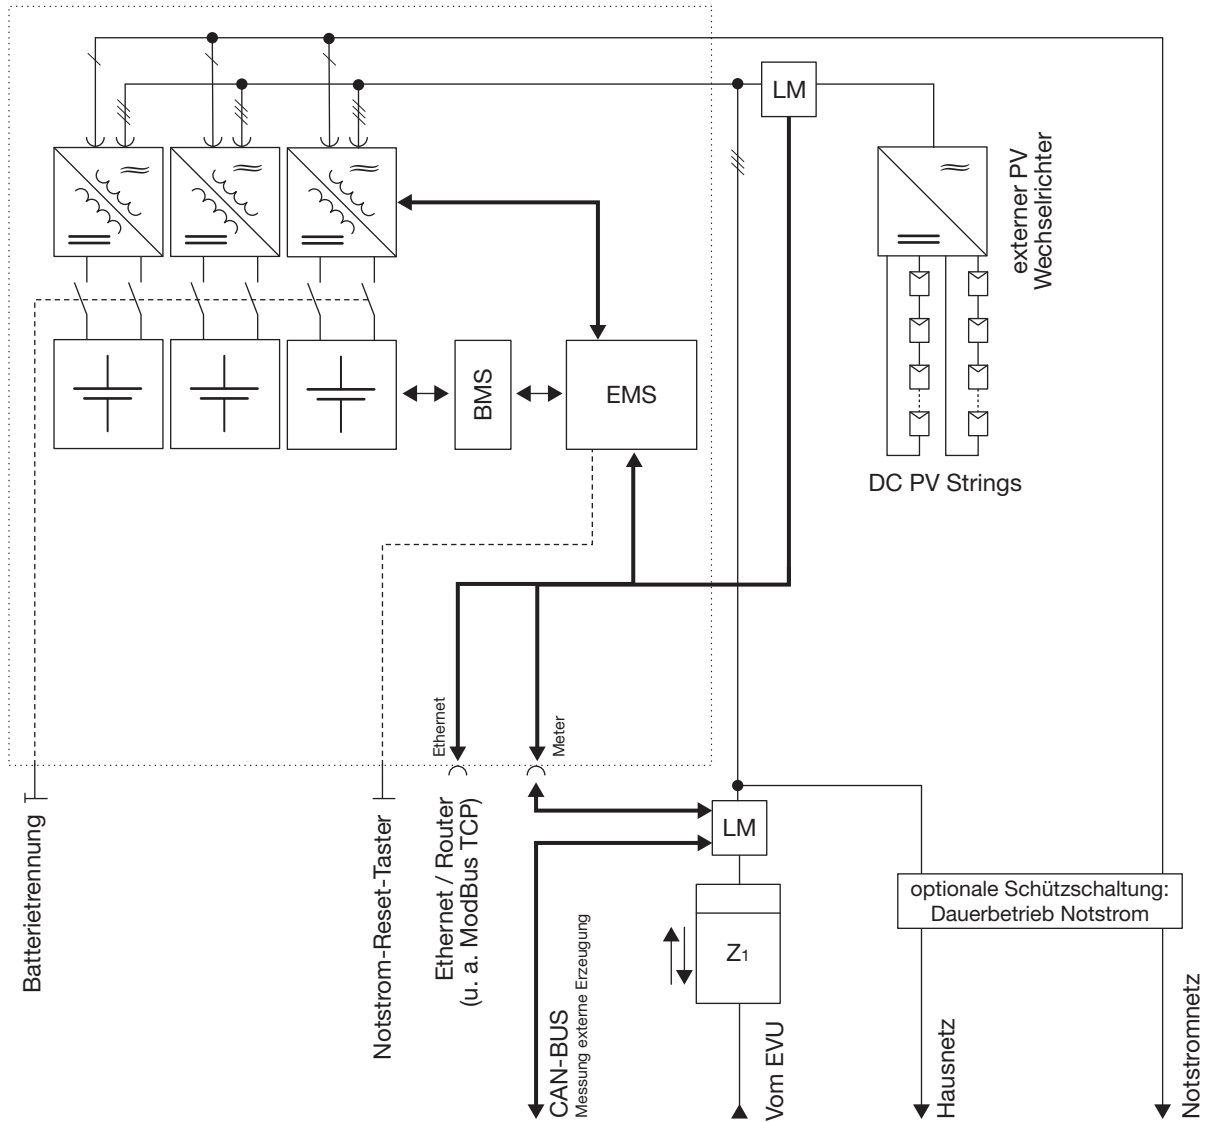 LM
externer PV
Wechselrichter
BMS
EMS
DC PV Strings
Ethernet
Meter
Batterietrennung
Notstrom-Reset-Taster
Ethernet / Router
(u. a. ModBus TCP)
LM
optionale Schützschaltung:
Dauerbetrieb Notstrom
Z1
CAN-BUS
Messung externe Erzeugung
Vom EVU
Hausnetz
Notstromnetz